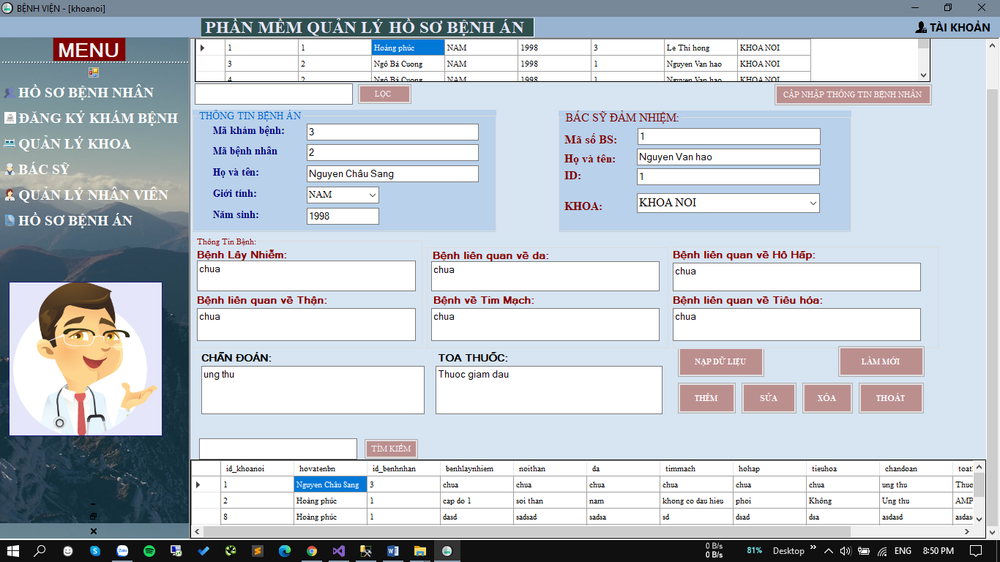 BỆNH VIỆN - [khoanoi]
PHẦN MỀM QUẢN LÝ HỒ SƠ BỆNH ÁN
TÀI KHOẢN
MENU
HỒ SƠ BỆNH NHÂN
ĐĂNG KÝ KHÁM BỆNH
QUẢN LÝ KHOA
BÁC SỸ
QUẢN LÝ NHÂN VIÊN
HỒ SƠ BỆNH ÁN
1 1 Hoàng phúc NAM 1998 3 Le Thi hong KHOA NOI
3 2 Ngô Bá Cuong NAM 1998 1 Nguyen Van hao KHOA NOI
4 2 Ngô Bá Cuong NAM 1998 1 Nguyen Van hao KHOA NOI
LỌC
CẬP NHẬP THÔNG TIN BỆNH NHÂN
THÔNG TIN BỆNH ÁN
Mã khám bệnh: 3
Mã bệnh nhân 2
Họ và tên: Nguyen Châu Sang
Giới tính: NAM
Năm sinh: 1998
BÁC SỸ ĐẢM NHIỆM:
Mã số BS: 1
Họ và tên: Nguyen Van hao
ID: 1
KHOA: KHOA NOI
Thông Tin Bệnh:
Bệnh Lây Nhiễm: Bệnh liên quan về da: Bệnh liên quan về Hô Hấp:
chua chua chua
Bệnh liên quan về Thận: Bệnh về Tim Mạch: Bệnh liên quan về Tiêu hóa:
chua chua chua
CHẨN ĐOÁN: TOA THUỐC:
ung thu Thuoc giam dau
NẠP DỮ LIỆU LÀM MỚI
THÊM SỬA XÓA THOÁT
TÌM KIẾM
id_khoanoi hovatenbn id_benhnhan benhlaynhiem noithan da timmach hohap tieuhoa chandoan toatl
1 Nguyen Châu Sang 3 chua chua chua chua chua chua ung thu Thuo
2 Hoàng phúc 1 cap do 1 soi than nam khong co dau hieu phoi Không Ung thu AMP
8 Hoàng phúc 1 dasd sadsad sadsa sd dsad dsa asdasd asdasd
0 B/s
0 B/s
81% Desktop ENG 8:50 PM